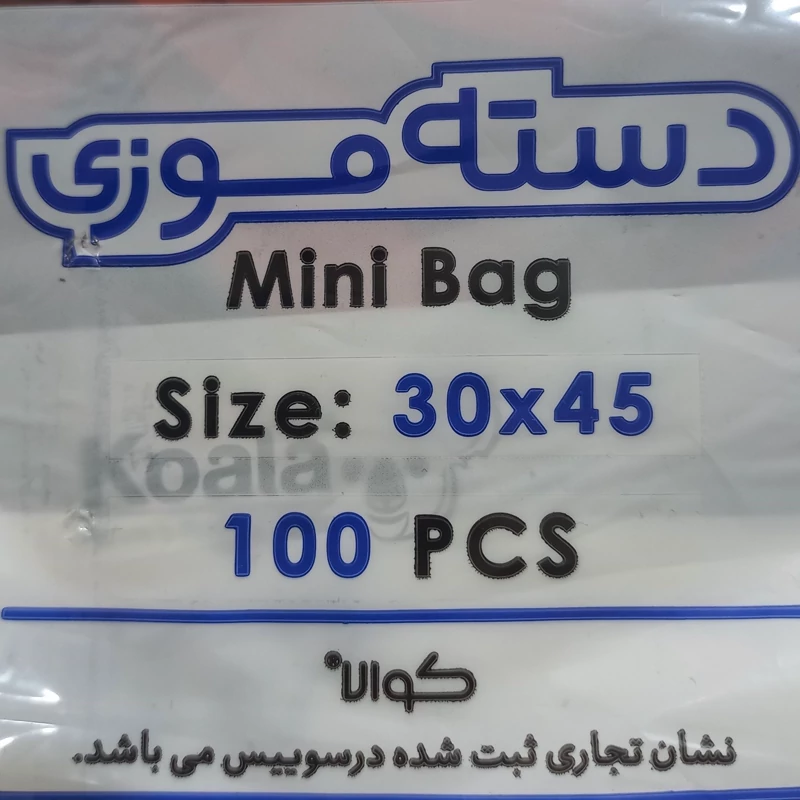 دسته موزی
Mini Bag
Size: 30x45
Koala
100 PCS
کوالا
نشان تجاری ثبت شده درسوییس می باشد.